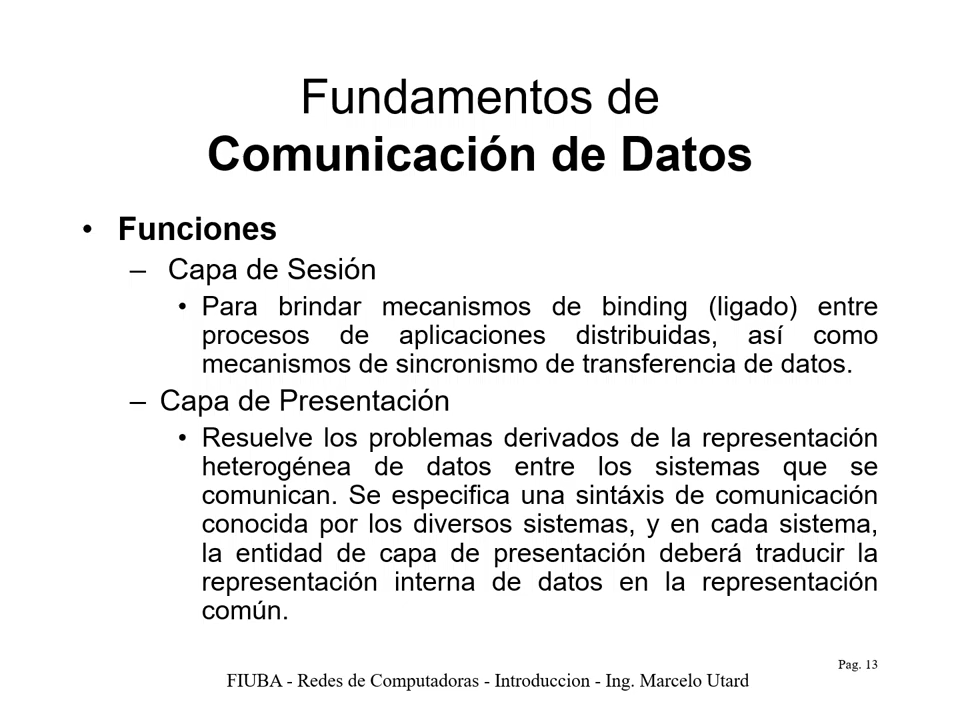 Fundamentos de
Comunicación de Datos
• Funciones
– Capa de Sesión
• Para brindar mecanismos de binding (ligado) entre
procesos de aplicaciones distribuidas, así como
mecanismos de sincronismo de transferencia de datos.
– Capa de Presentación
• Resuelve los problemas derivados de la representación
heterogénea de datos entre los sistemas que se
comunican. Se especifica una sintáxis de comunicación
conocida por los diversos sistemas, y en cada sistema,
la entidad de capa de presentación deberá traducir la
representación interna de datos en la representación
común.
Pag. 13
FIUBA - Redes de Computadoras - Introduccion - Ing. Marcelo Utard